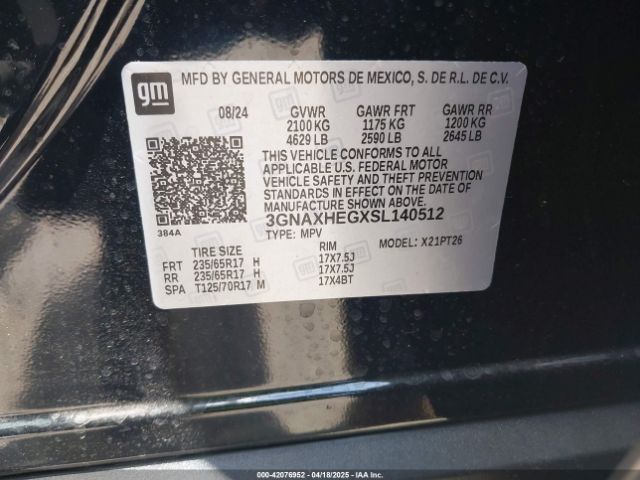 gm
MFD BY GENERAL MOTORS DE MEXICO, S. DE R.L. DE C.V.
08/24 GVWR GAWR FRT GAWR RR
2100 KG 1175 KG 1200 KG
4629 LB 2590 LB 2645 LB
THIS VEHICLE CONFORMS TO ALL
APPLICABLE U.S. FEDERAL MOTOR
VEHICLE SAFETY AND THEFT PREVENTION
STANDARDS IN EFFECT ON THE DATE OF
MANUFACTURE SHOWN ABOVE.
3GNAXHEGXSL140512
384A
TYPE: MPV MODEL: X21PT26
TIRE SIZE RIM
FRT 235/65R17 H 17X7.5J
RR 235/65R17 H 17X7.5J
SPA T125/70R17 M 17X4BT
000-42076952 - 04/18/2025 - IAA Inc.